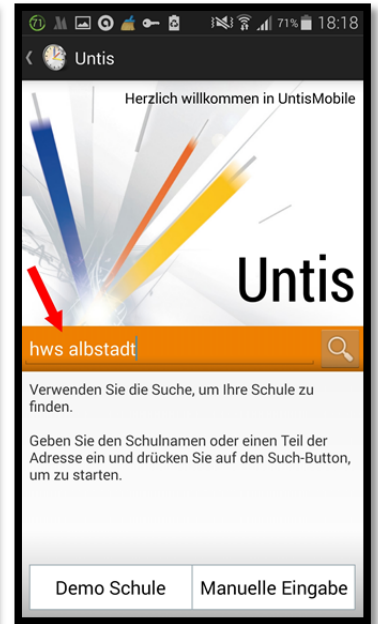 71 71% 18:18
Untis
Herzlich willkommen in UntisMobile
Untis
hws albstadt
Verwenden Sie die Suche, um Ihre Schule zu
finden.
Geben Sie den Schulnamen oder einen Teil der
Adresse ein und drücken Sie auf den Such-Button,
um zu starten.
Demo Schule Manuelle Eingabe